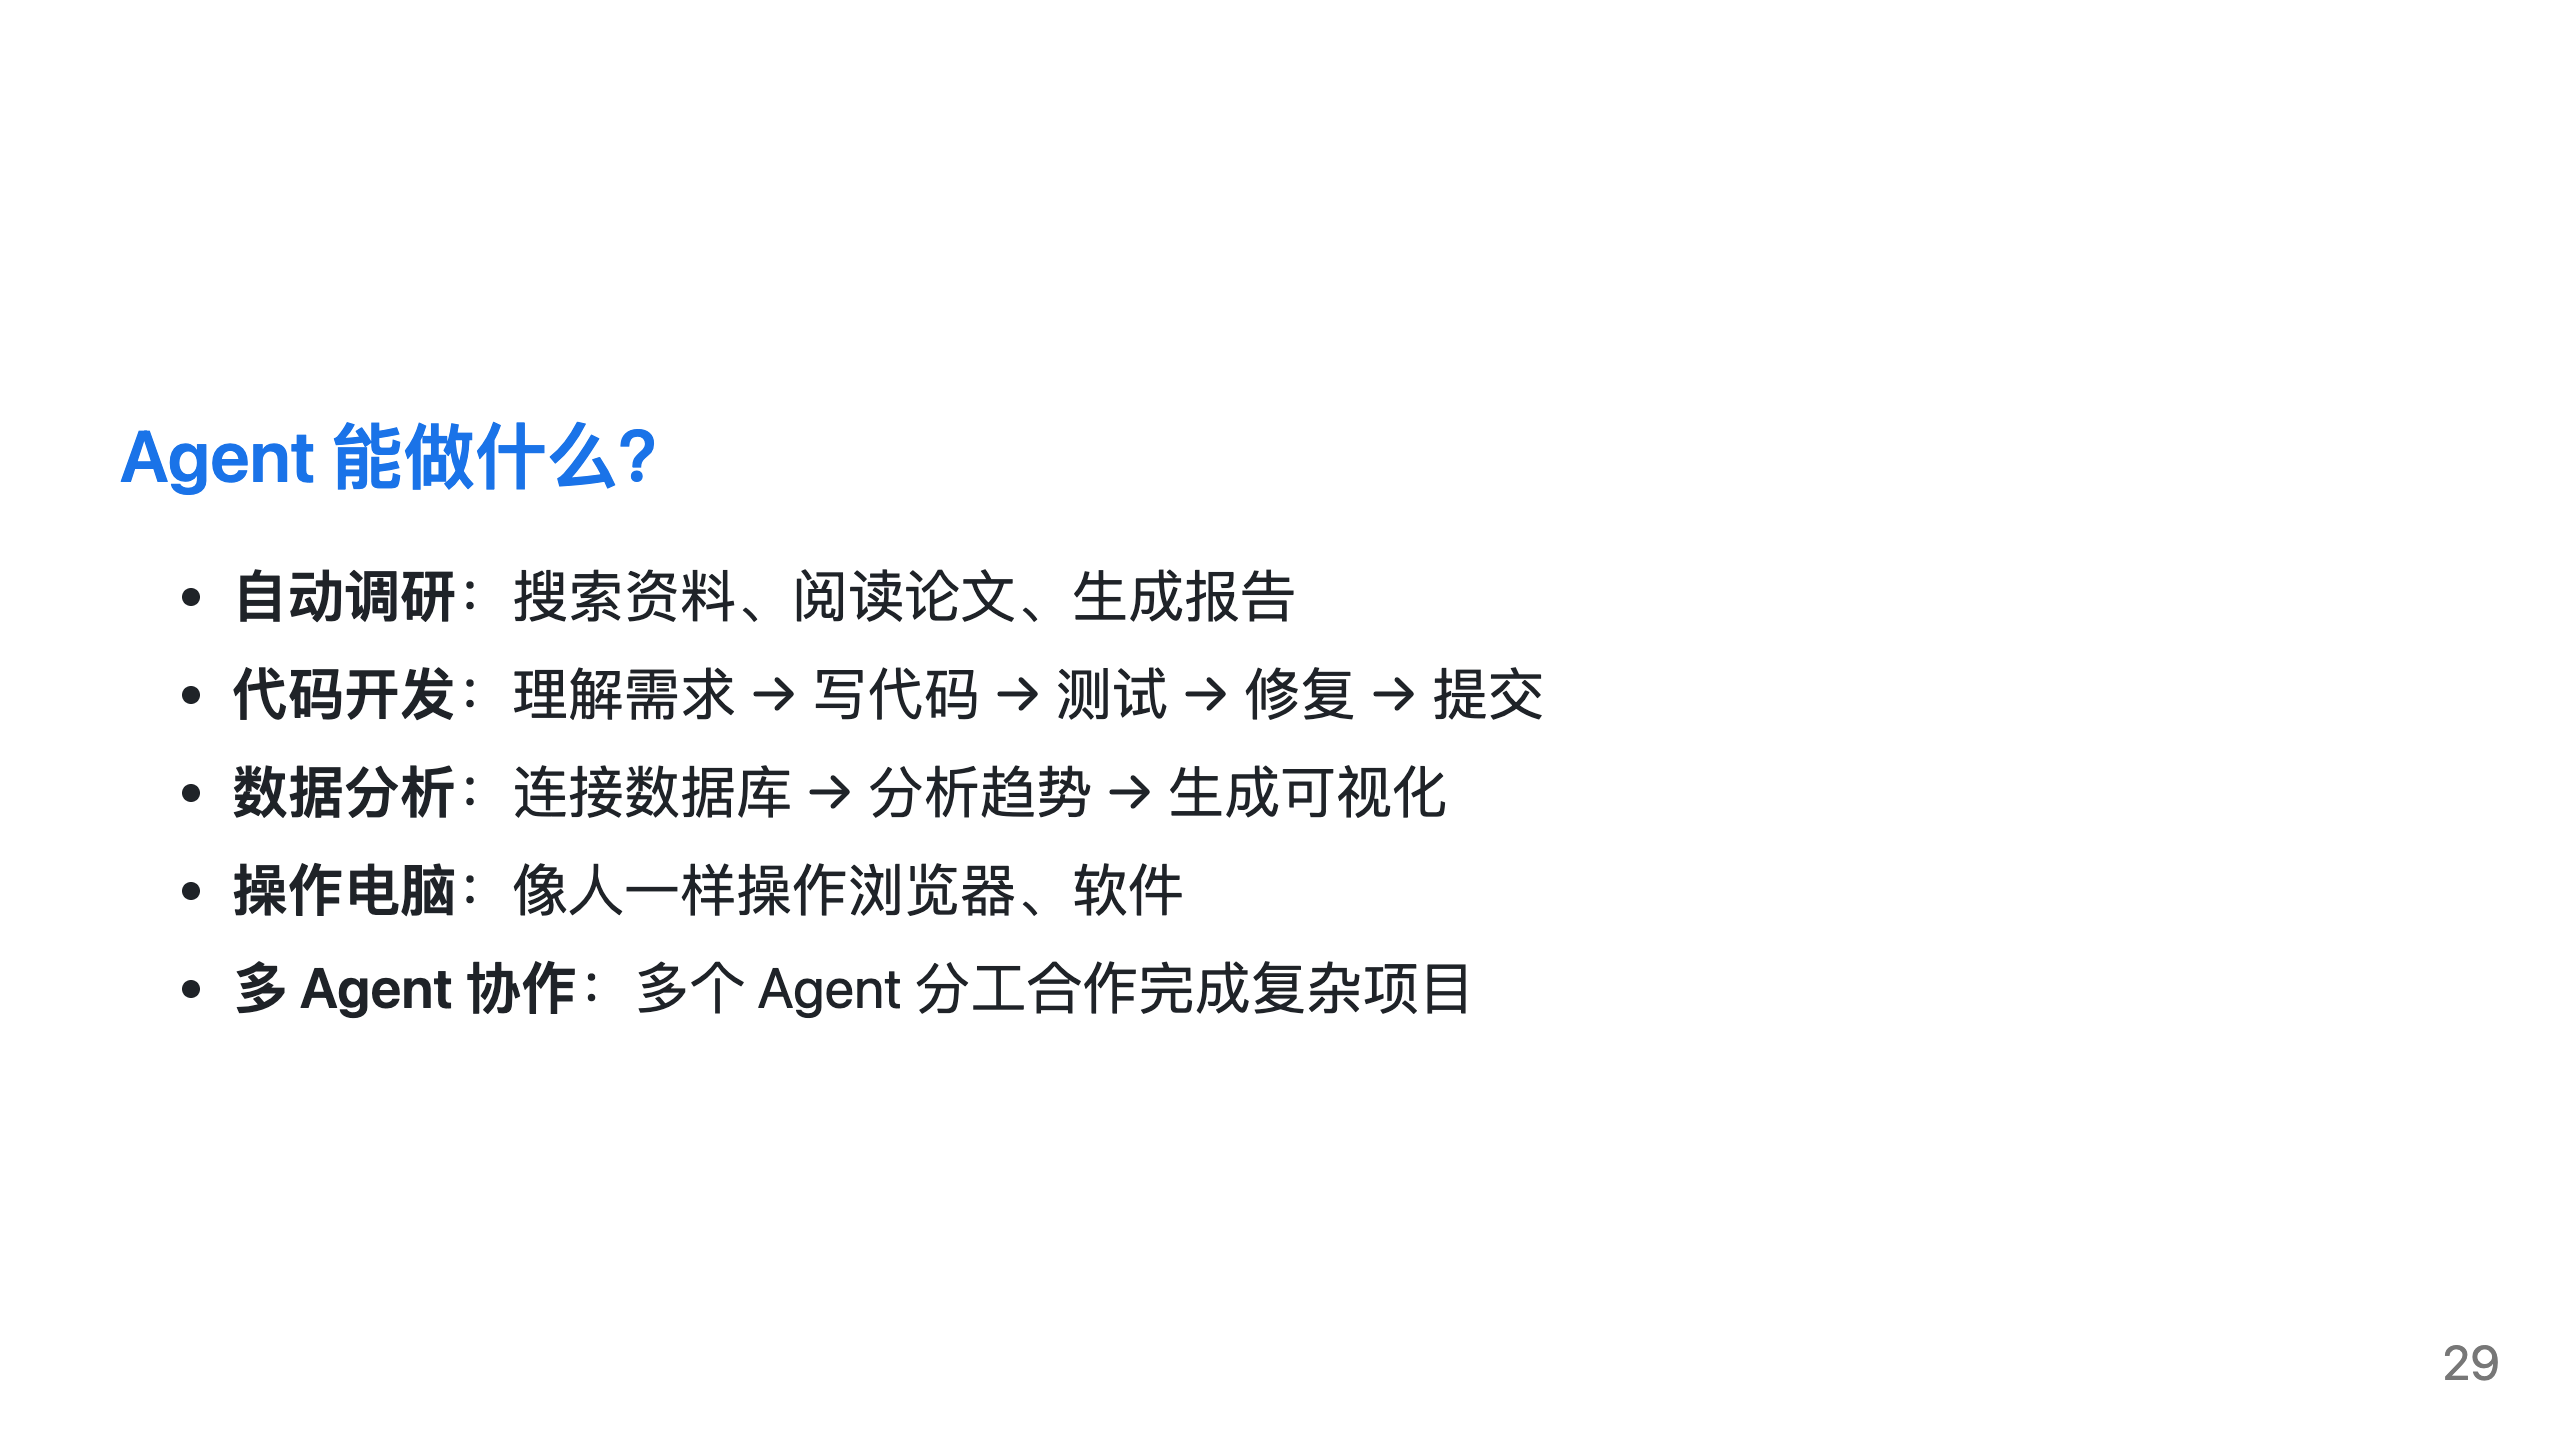 Agent 能做什么?
• 自动调研：搜索资料、阅读论文、生成报告
• 代码开发：理解需求 → 写代码 → 测试 → 修复 → 提交
• 数据分析：连接数据库 → 分析趋势 → 生成可视化
• 操作电脑：像人一样操作浏览器、软件
• 多 Agent 协作：多个 Agent 分工合作完成复杂项目
29